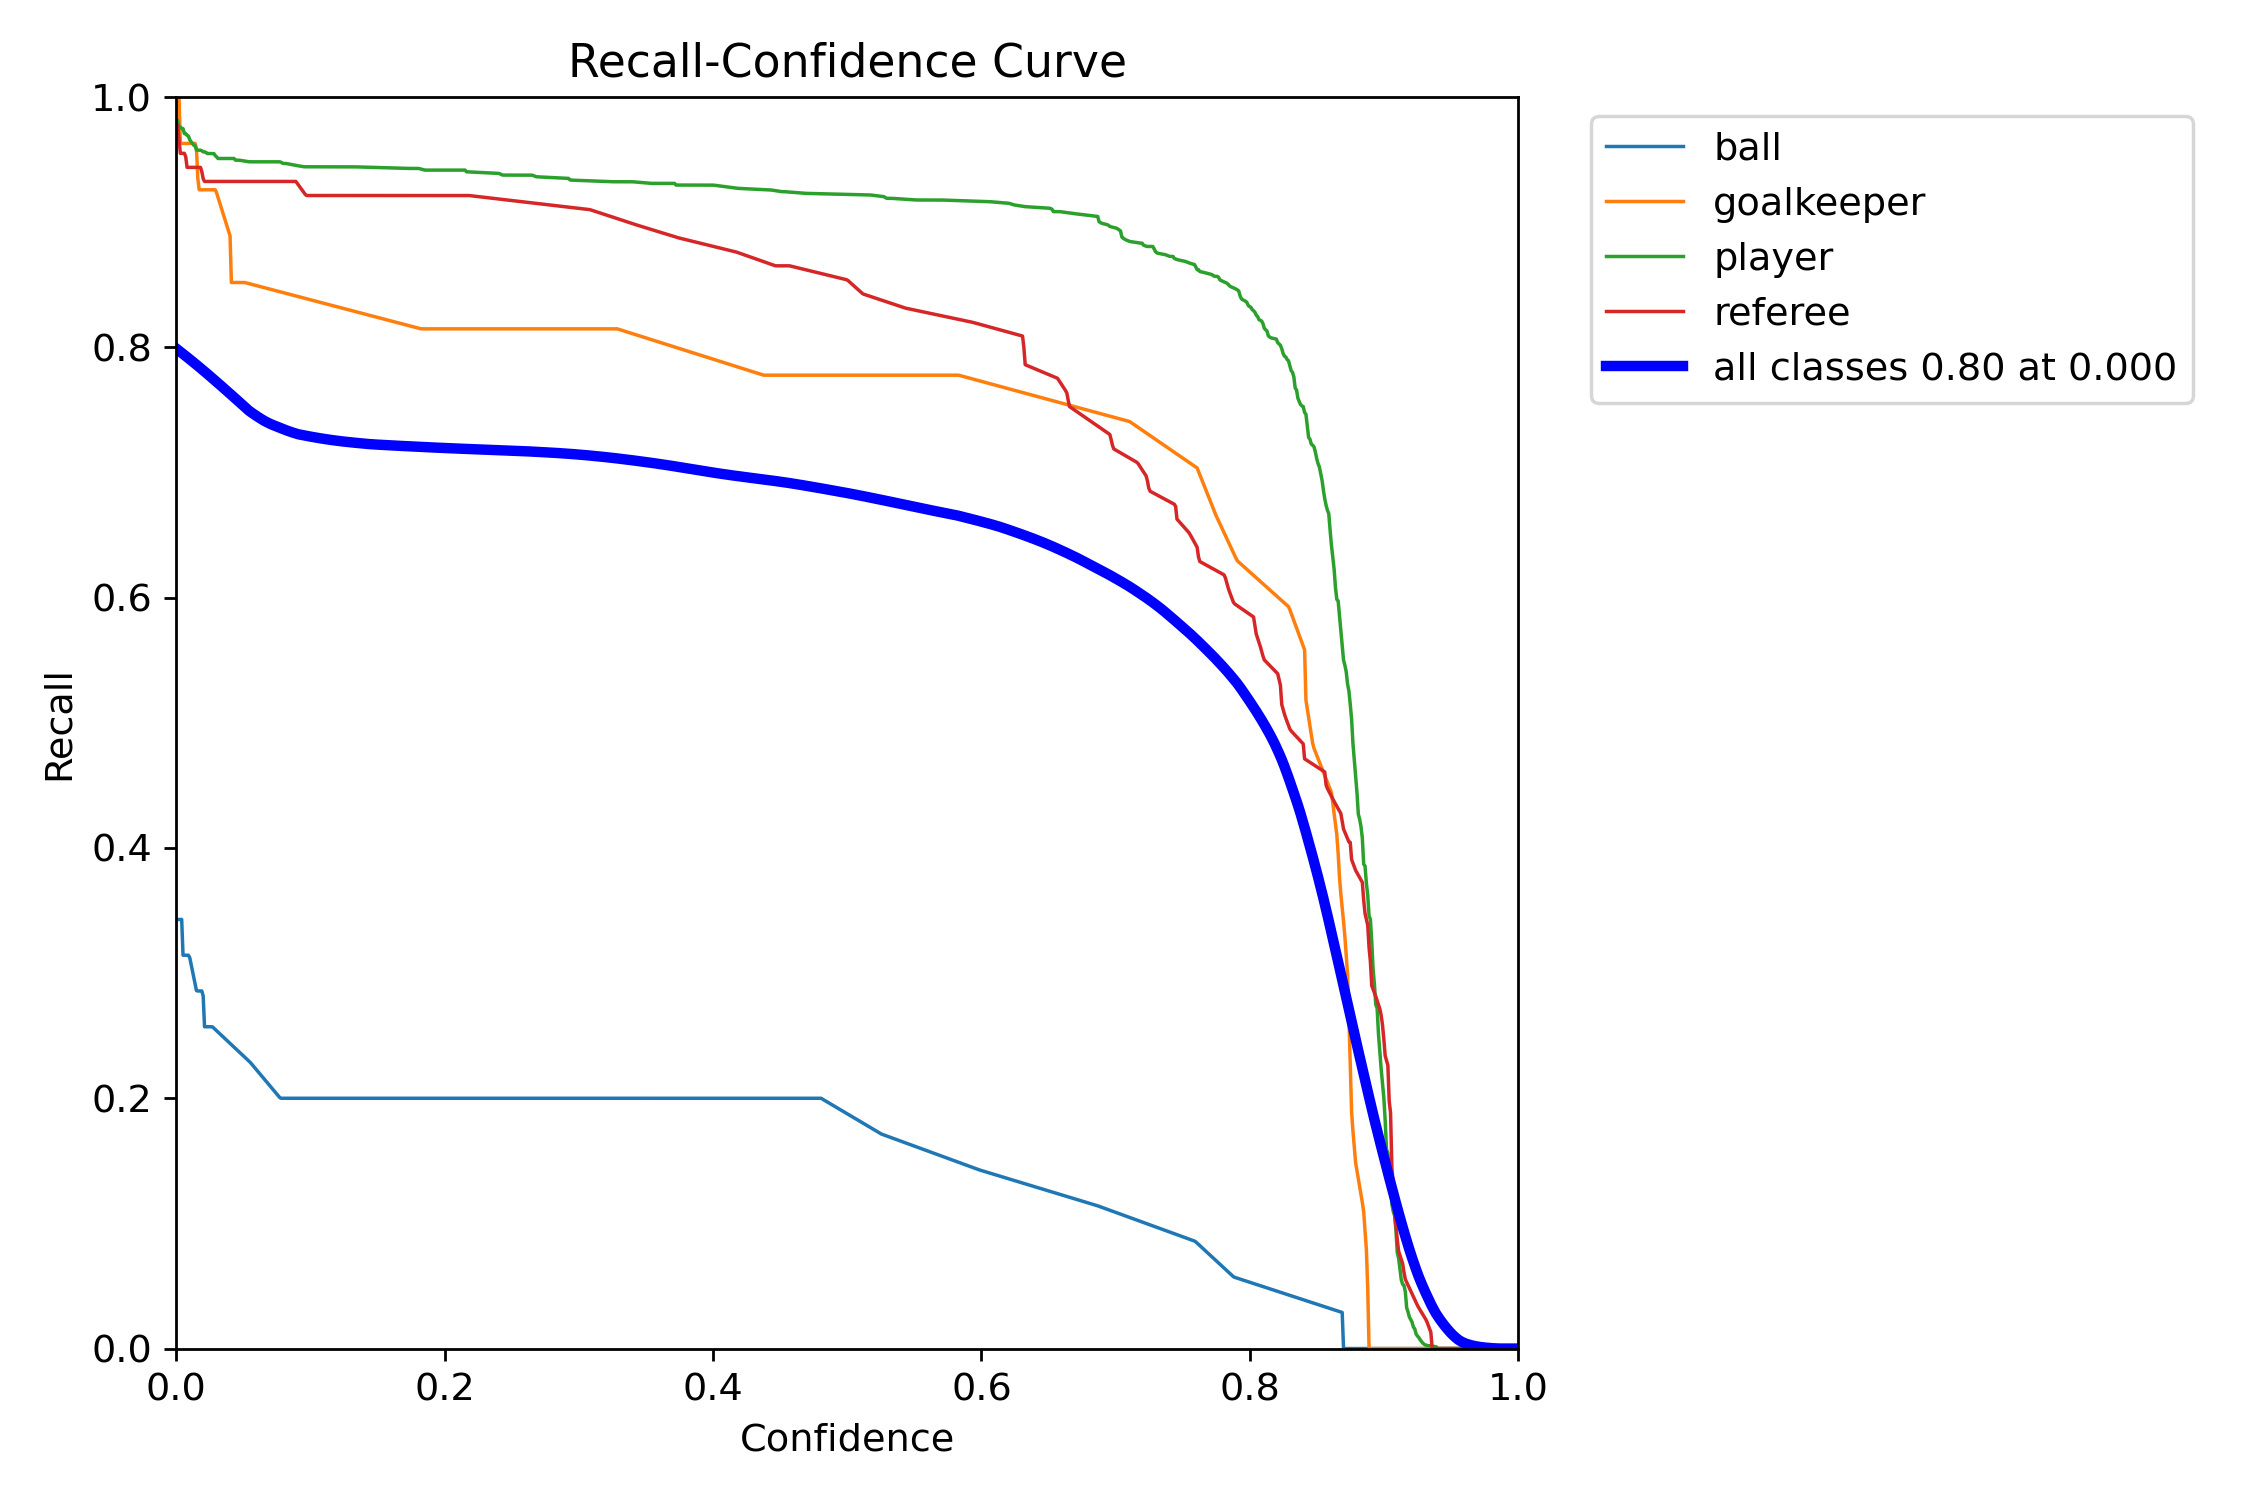 Recall-Confidence Curve
1.0
0.8
0.6
0.4
0.2
0.0
Recall
0.0 0.2 0.4 0.6 0.8 1.0
Confidence
ball
goalkeeper
player
referee
all classes 0.80 at 0.000